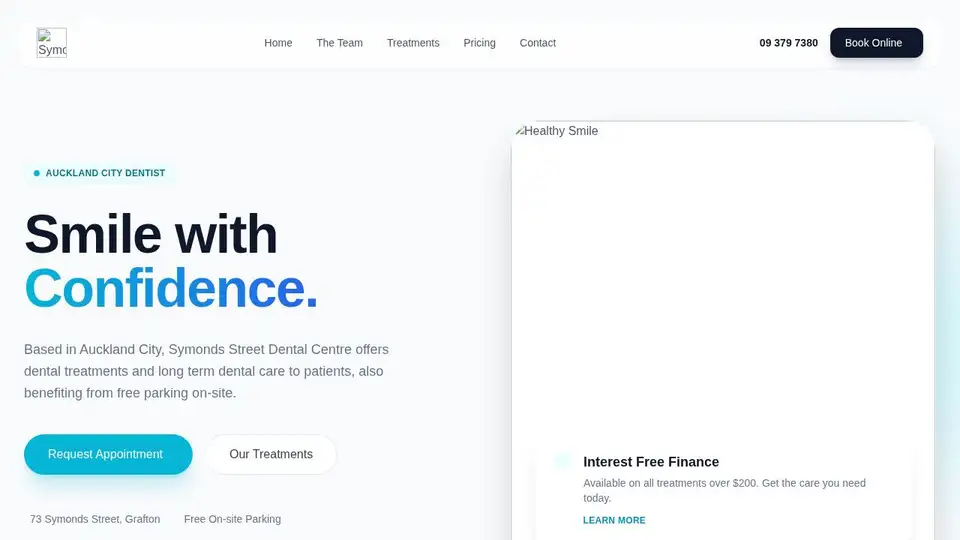 Symo
Home
The Team
Treatments
Pricing
Contact
09 379 7380
Book Online
AUCKLAND CITY DENTIST
Smile with
Confidence.
Based in Auckland City, Symonds Street Dental Centre offers
dental treatments and long term dental care to patients, also
benefiting from free parking on-site.
Request Appointment
Our Treatments
73 Symonds Street, Grafton
Free On-site Parking
Healthy Smile
Interest Free Finance
Available on all treatments over $200. Get the care you need
today.
LEARN MORE